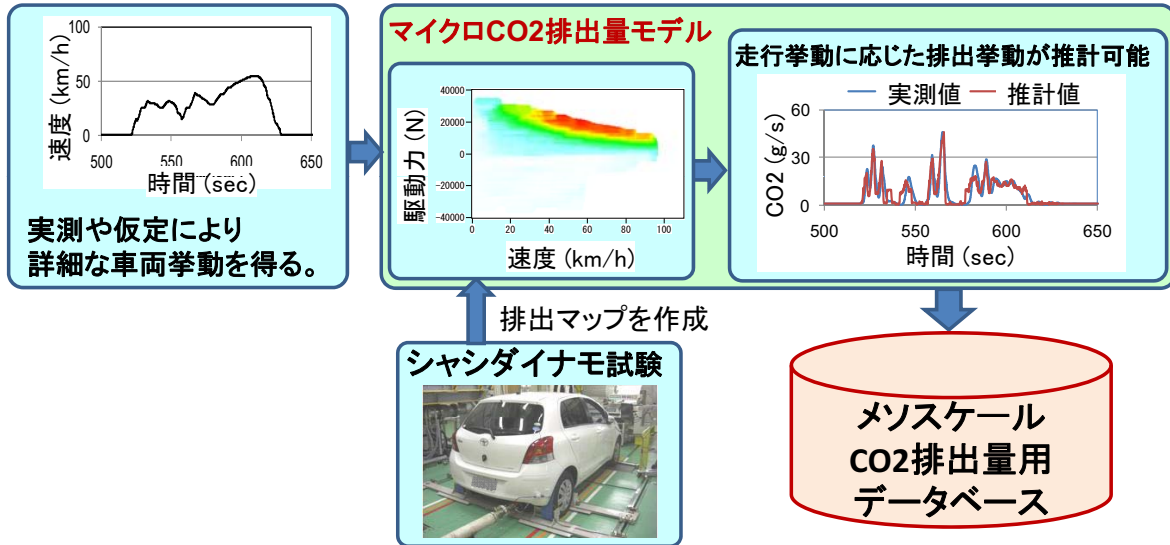 100
50
0
速度 (km/h)
500
550
600
650
時間 (sec)
実測や仮定により
詳細な車両挙動を得る。
マイクロCO2排出量モデル
40000
20000
0
−20000
−40000
駆動力 (N)
0
20
40
60
80
100
速度 (km/h)
走行挙動に応じた排出挙動が推計可能
実測値
推計値
60
30
0
CO2 (g/s)
500
550
600
650
時間 (sec)
排出マップを作成
シャシダイナモ試験
メソスケール
CO2排出量用
データベース